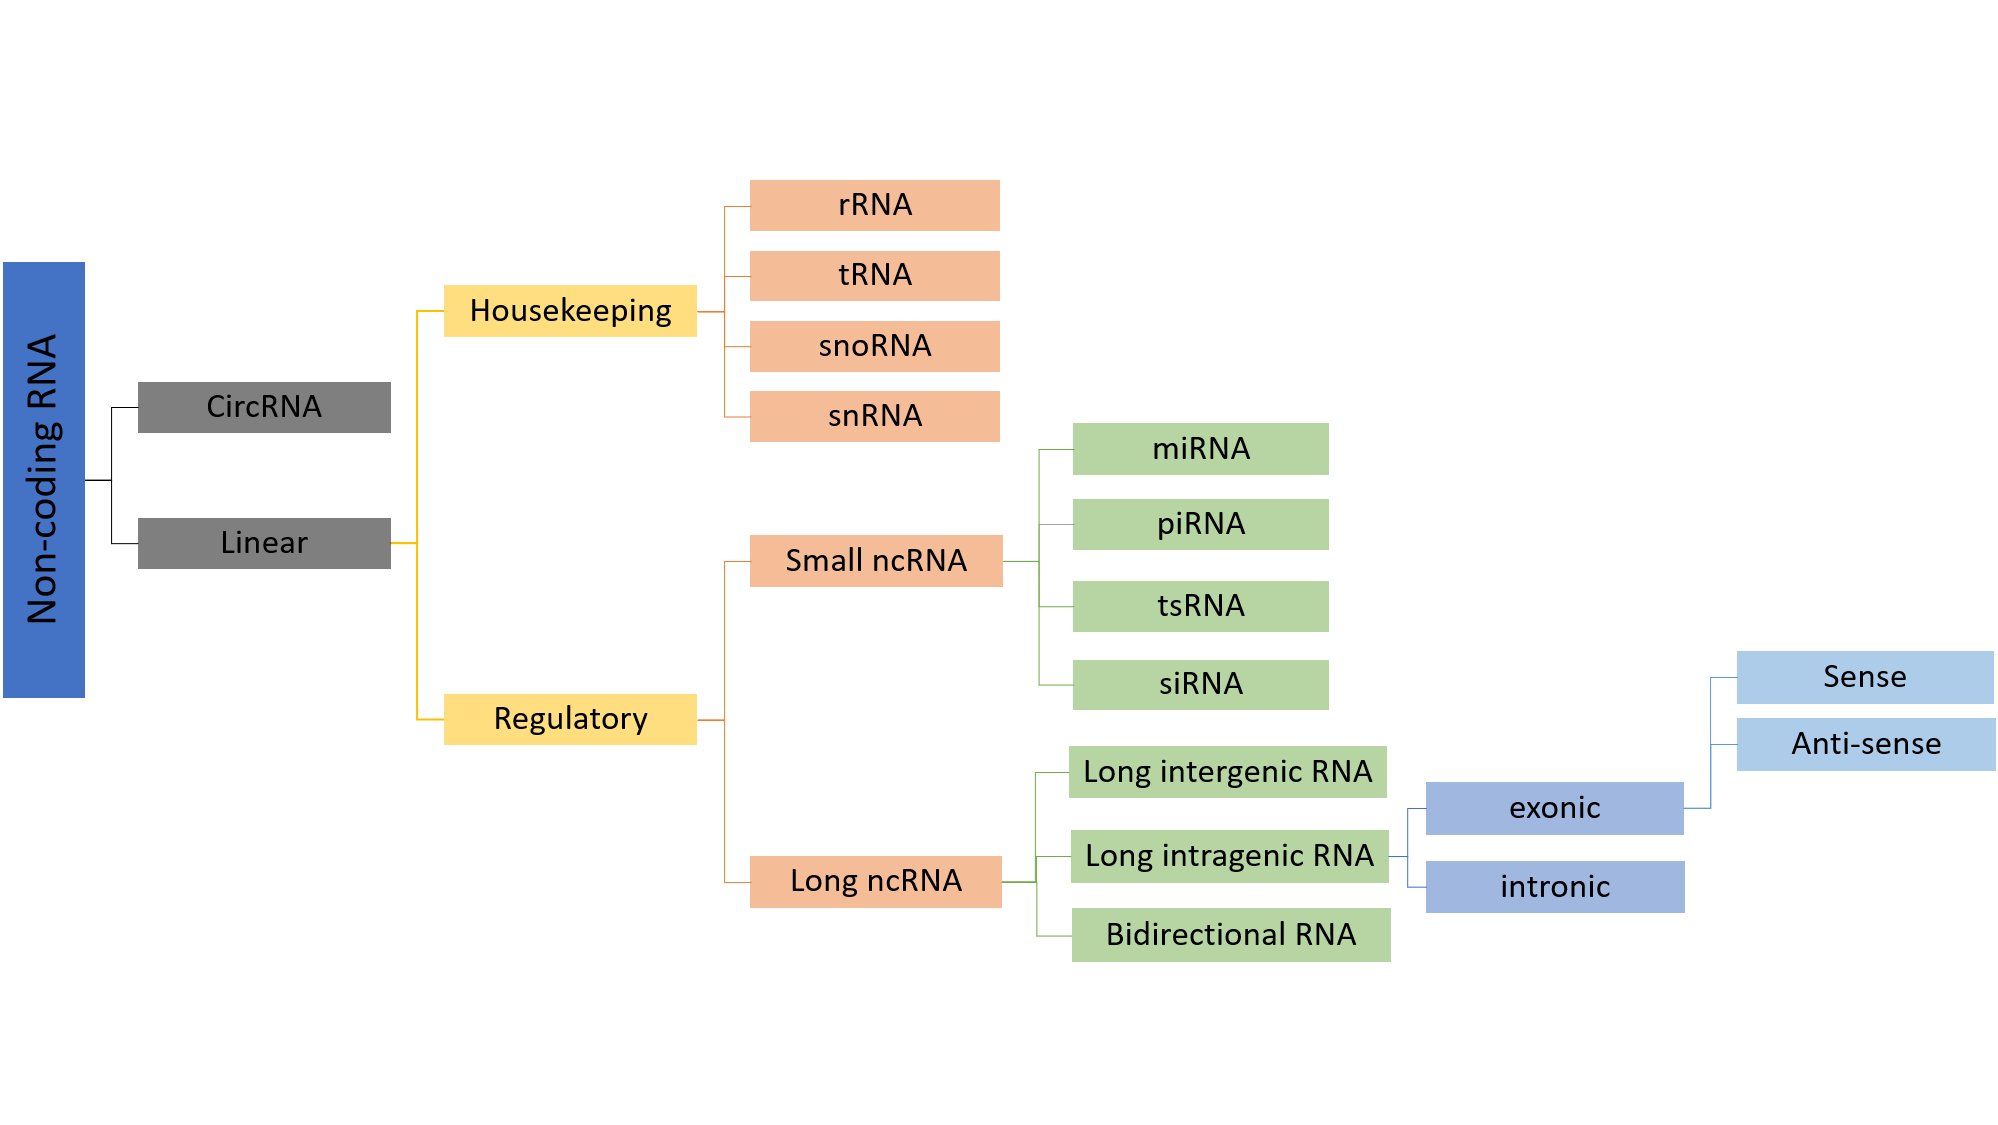 Non-coding RNA
CircRNA
Linear
Housekeeping
Regulatory
rRNA
tRNA
snoRNA
snRNA
Small ncRNA
Long ncRNA
miRNA
piRNA
tsRNA
siRNA
Long intergenic RNA
Long intragenic RNA
Bidirectional RNA
exonic
intronic
Sense
Anti-sense